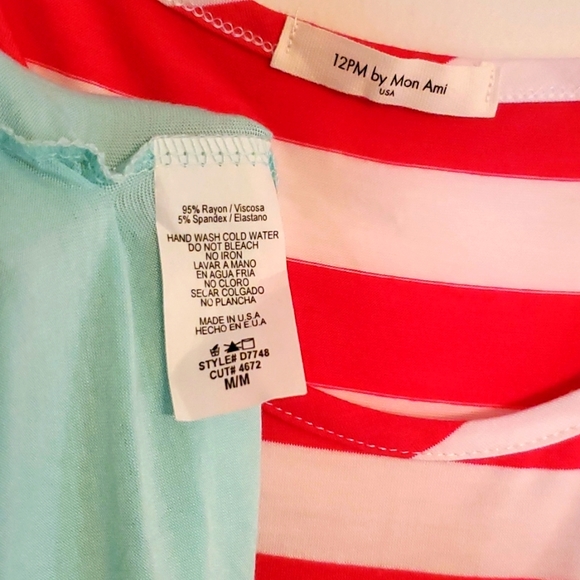 12PM by Mon Ami
USA
95% Rayon / Viscosa
5% Spandex / Elastano
HAND WASH COLD WATER
DO NOT BLEACH
NO IRON
LAVAR A MANO
EN AGUA FRIA
NO CLORO
SECAR COLGADO
NO PLANCHA
MADE IN U.S.A
HECHO EN E.U.A
STYLE# D7748
CUT# 4672
M/M